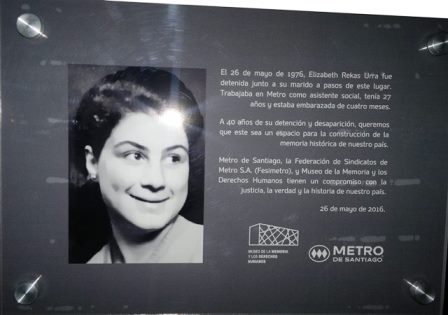 El 26 de mayo de 1976, Elizabeth Rekas Urra fue
detenida junto a su marido a pasos de este lugar.
Trabajaba en Metro como asistente social, tenía 27
años y estaba embarazada de cuatro meses.
A 40 años de su detención y desaparición, queremos
que este sea un espacio para la construcción de la
memoria histórica de nuestro país.
Metro de Santiago, la Federación de Sindicatos de
Metro S.A. (Fesimetro), y Museo de la Memoria y los
Derechos Humanos tienen un compromiso con la
justicia, la verdad y la historia de nuestro país.
26 de mayo de 2016.
MUSEO DE LA MEMORIA
Y LOS DERECHOS
HUMANOS
METRO
DE SANTIAGO